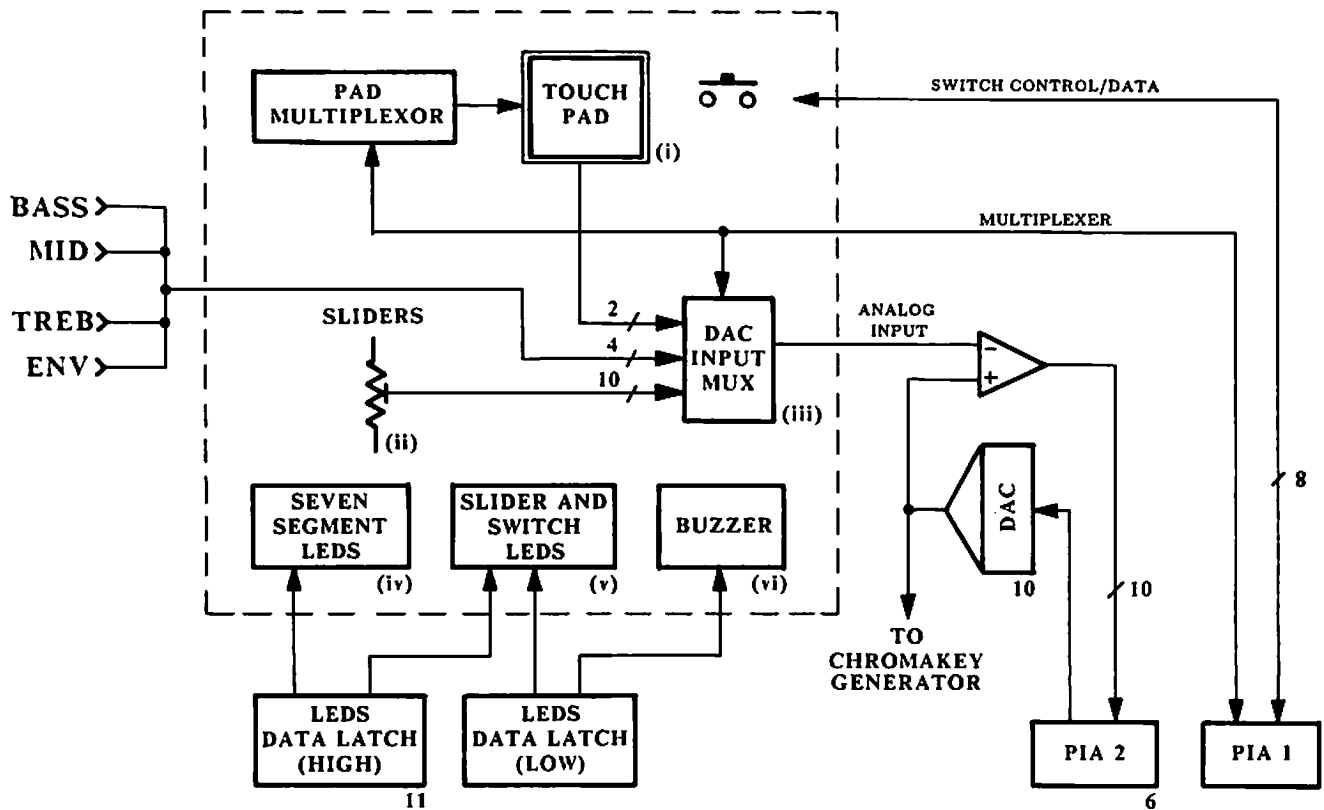 PAD
MULTIPLEXOR
TOUCH
PAD
(i)
SWITCH CONTROL/DATA
BASS
MID
TREB
ENV
MULTIPLEXER
SLIDERS
(ii)
2
4
10
DAC
INPUT
MUX
(iii)
ANALOG
INPUT
-
+
SEVEN
SEGMENT
LEDS
(iv)
SLIDER AND
SWITCH
LEDS
(v)
BUZZER
(vi)
DAC
10
10
8
TO
CHROMAKEY
GENERATOR
LEDS
DATA LATCH
(HIGH)
11
LEDS
DATA LATCH
(LOW)
PIA 2
6
PIA 1